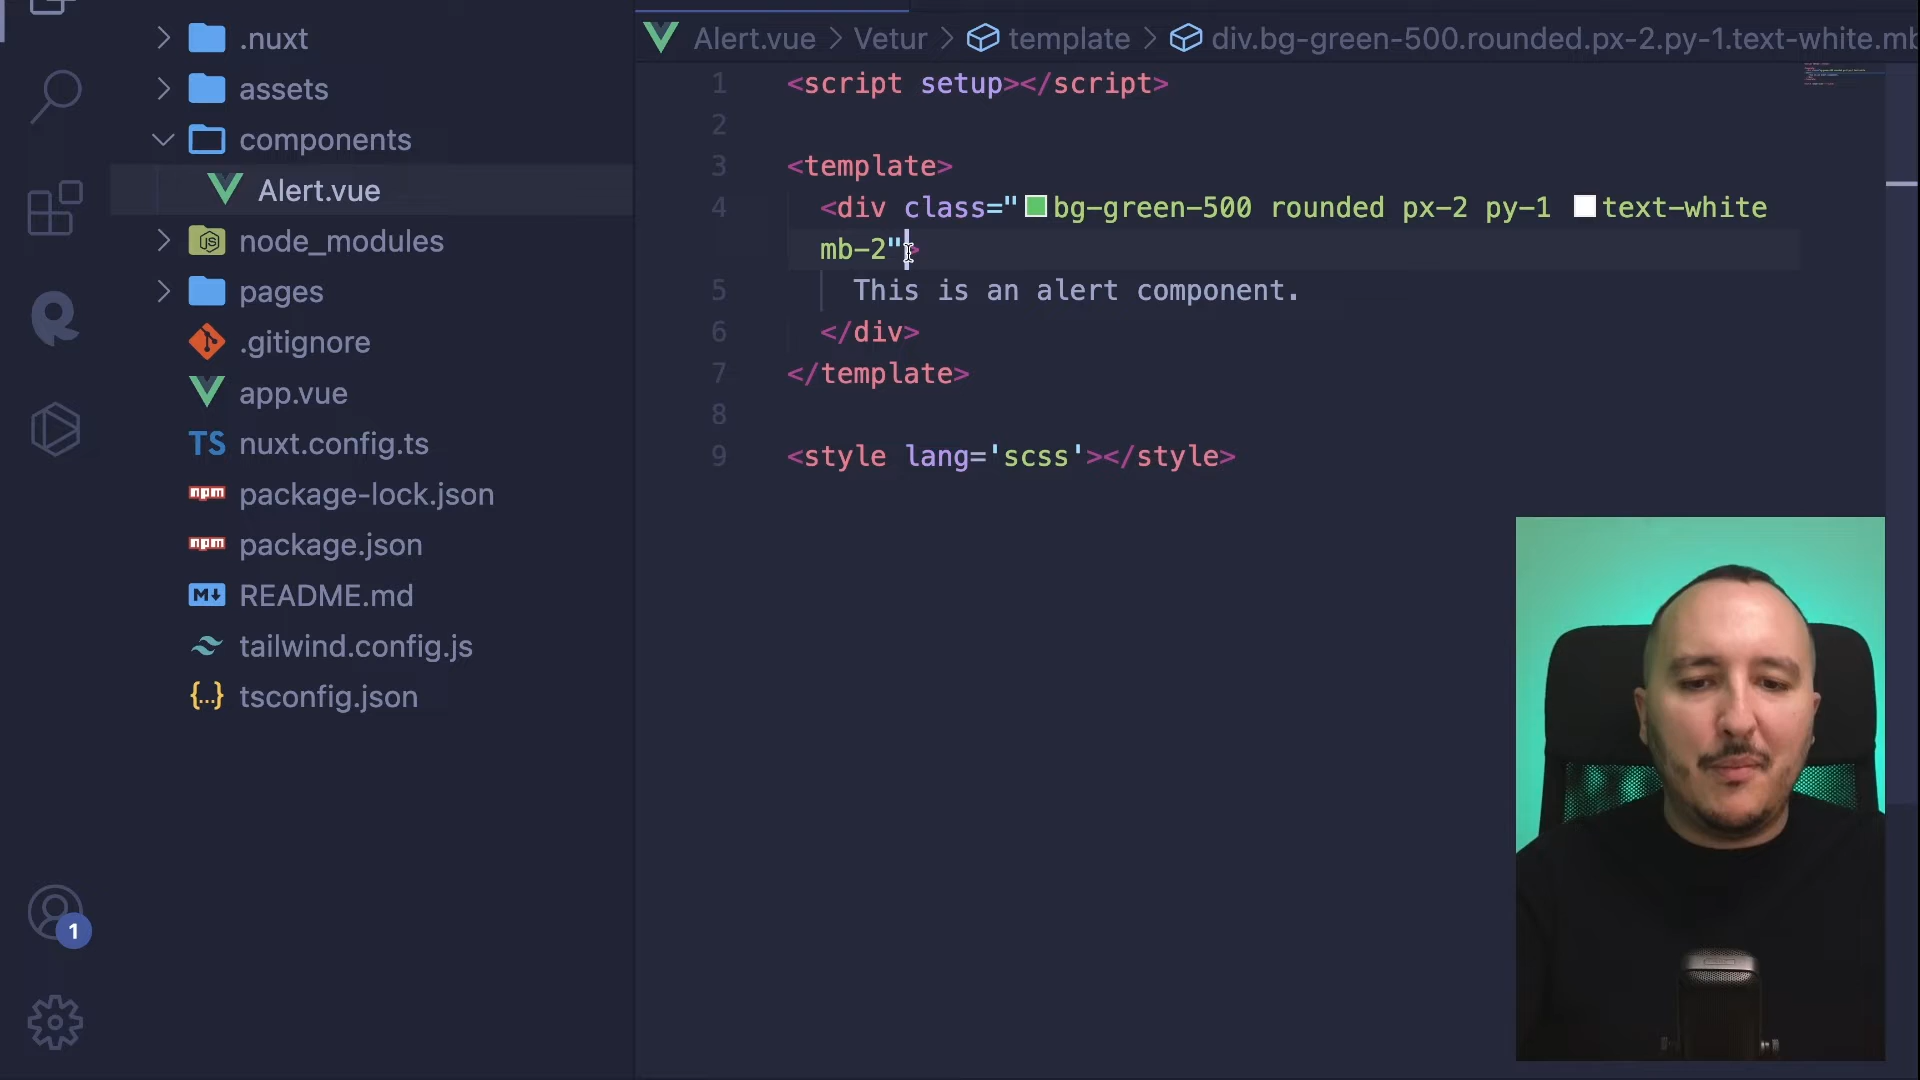 .nuxt
assets
components
Alert.vue
node_modules
pages
.gitignore
app.vue
TS nuxt.config.ts
npm package-lock.json
npm package.json
M README.md
tailwind.config.js
{...} tsconfig.json
1
Alert.vue > Vetur > template > div.bg-green-500.rounded.px-2.py-1.text-white.mb
1 <script setup></script>
2
3 <template>
4 <div class="bg-green-500 rounded px-2 py-1 text-white
mb-2">
5 This is an alert component.
6 </div>
7 </template>
8
9 <style lang='scss'></style>